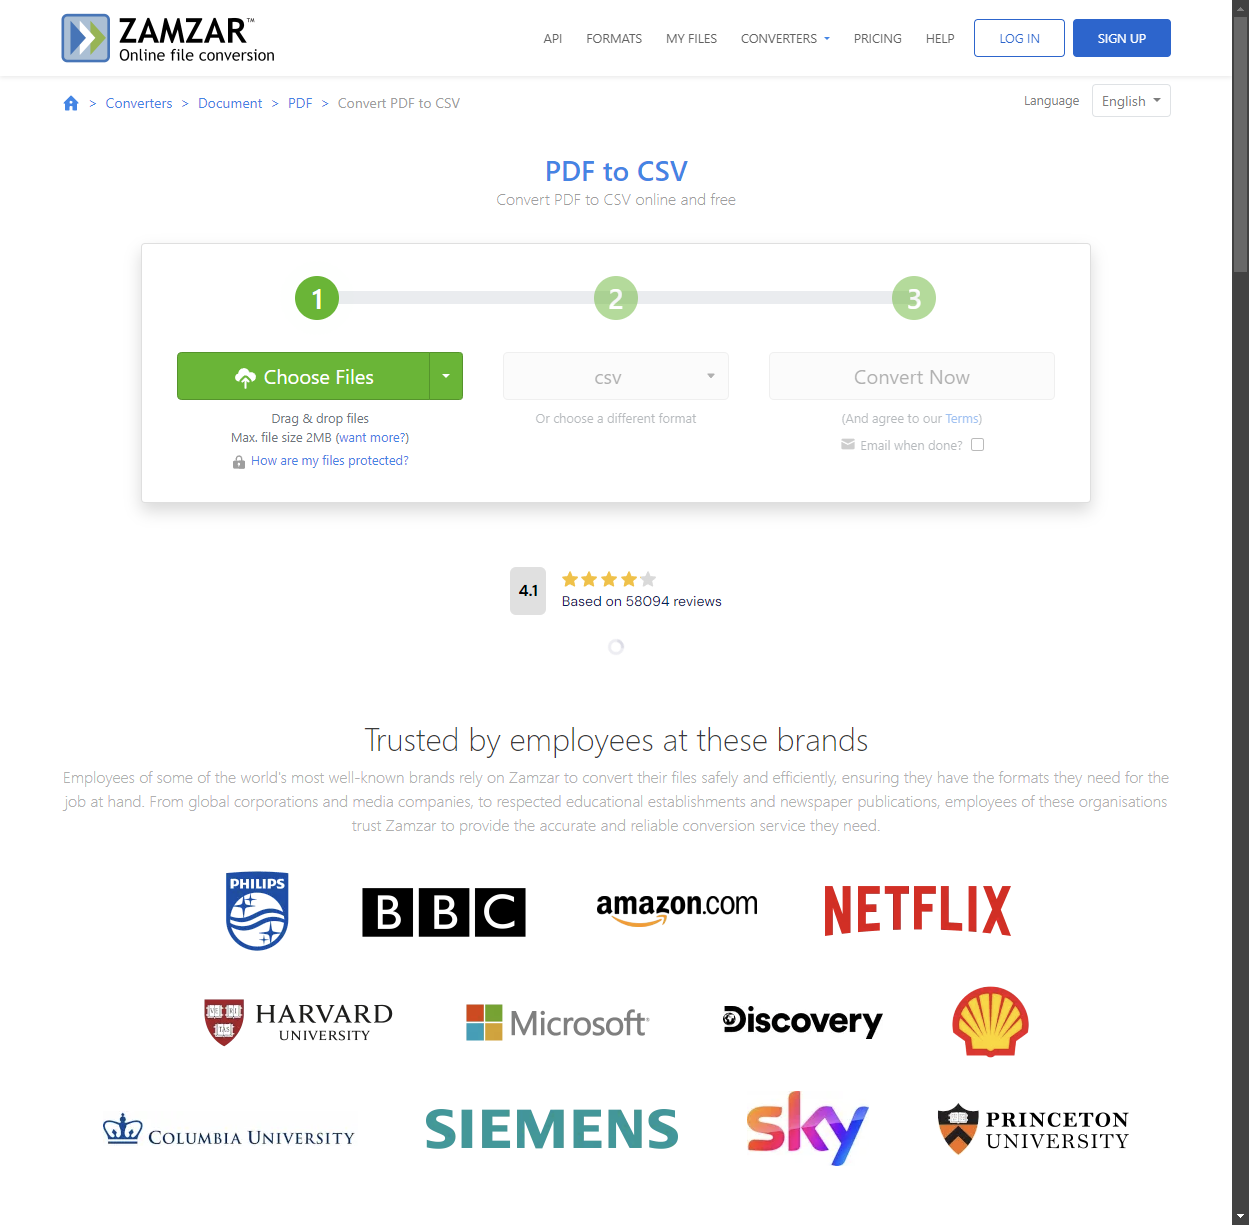 ZAMZAR™
Online file conversion
API FORMATS MY FILES CONVERTERS PRICING HELP LOG IN SIGN UP
> Converters > Document > PDF > Convert PDF to CSV
Language English
PDF to CSV
Convert PDF to CSV online and free
1 2 3
Choose Files csv Convert Now
Drag & drop files Or choose a different format (And agree to our Terms)
Max. file size 2MB (want more?)
Email when done?
How are my files protected?
4.1
Based on 58094 reviews
Trusted by employees at these brands
Employees of some of the world's most well-known brands rely on Zamzar to convert their files safely and efficiently, ensuring they have the formats they need for the
job at hand. From global corporations and media companies, to respected educational establishments and newspaper publications, employees of these organisations
trust Zamzar to provide the accurate and reliable conversion service they need.
PHILIPS BBC amazon.com NETFLIX
HARVARD
UNIVERSITY
Microsoft Discovery
COLUMBIA UNIVERSITY SIEMENS sky PRINCETON
UNIVERSITY